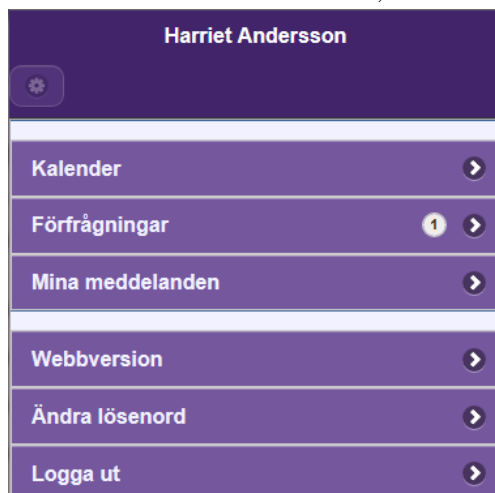 Harriet Andersson
Kalender
Förfrågningar 1
Mina meddelanden
Webbversion
Ändra lösenord
Logga ut